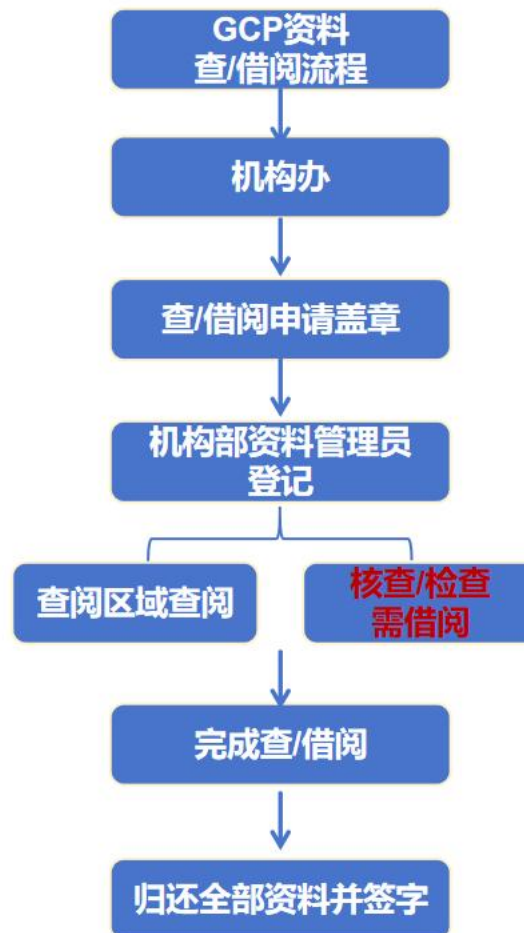 GCP资料
查/借阅流程
机构办
查/借阅申请盖章
机构部资料管理员
登记
查阅区域查阅
核查/检查
需借阅
完成查/借阅
归还全部资料并签字